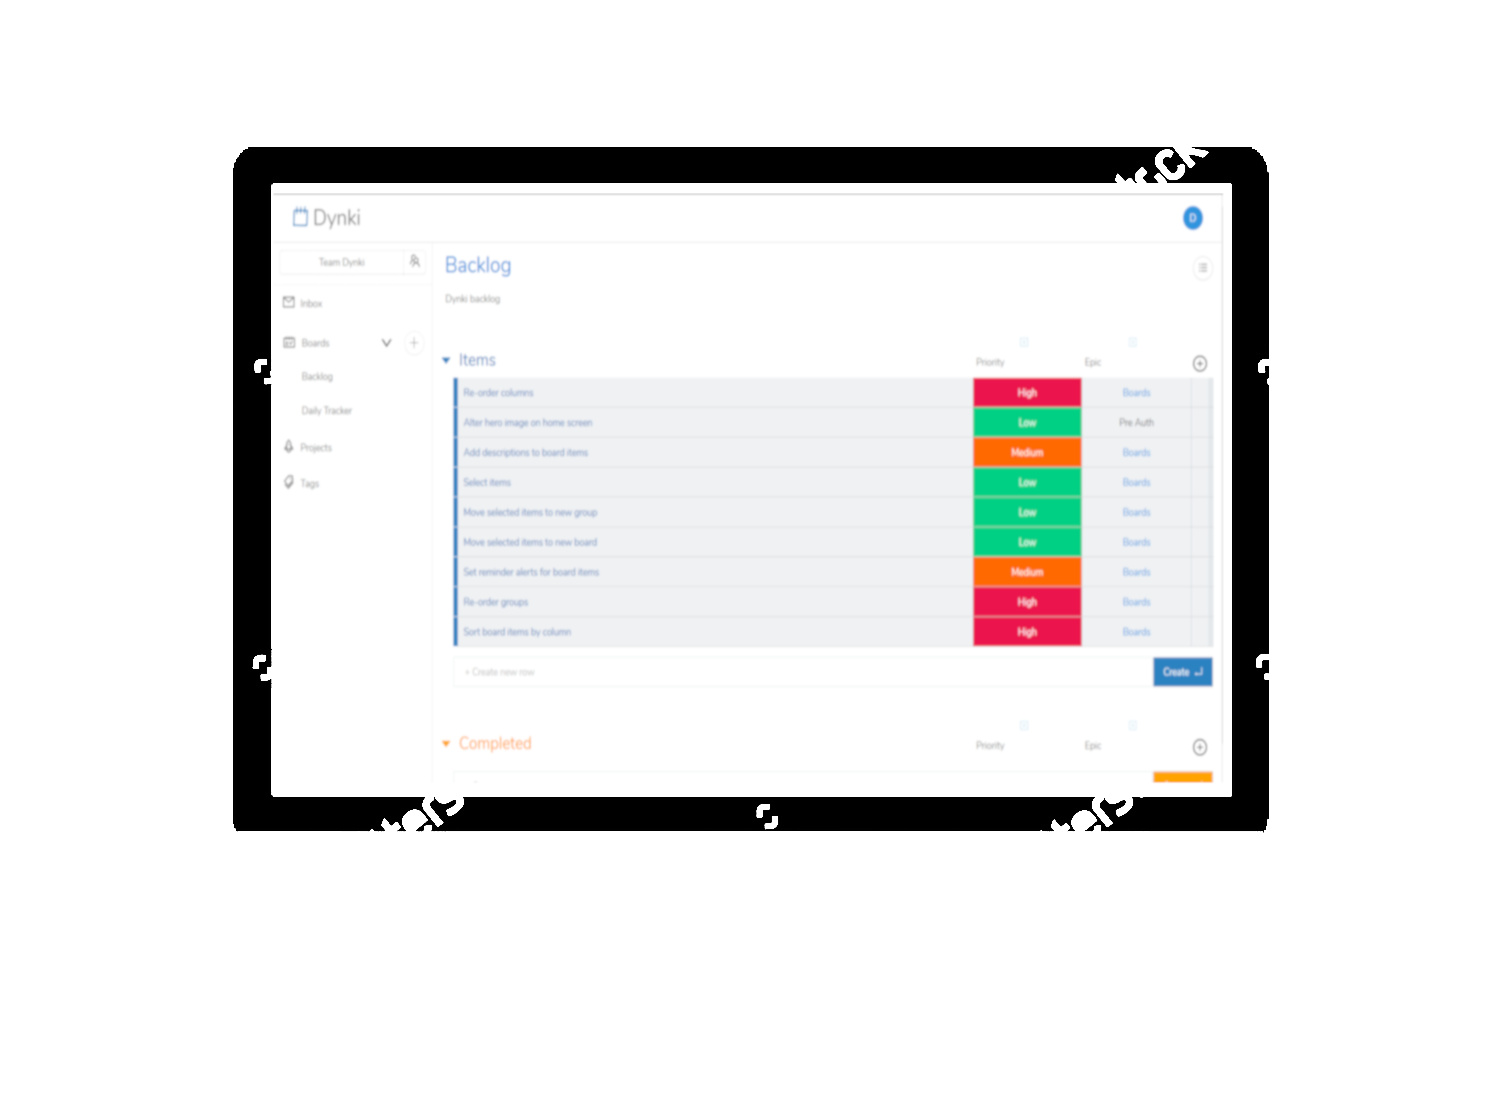 Dynki
D
Team Dynki
Inbox
Boards
Backlog
Daily Tracker
Projects
Tags
Backlog
Dynki backlog
Items Priority Epic
Re-order columns High Boards
Alter hero image on home screen Low Pre Auth
Add descriptions to board items Medium Boards
Select items Low Boards
Move selected items to new group Low Boards
Move selected items to new board Low Boards
Set reminder alerts for board items Medium Boards
Re-order groups High Boards
Sort board items by column High Boards
+ Create new row Create
Completed Priority Epic